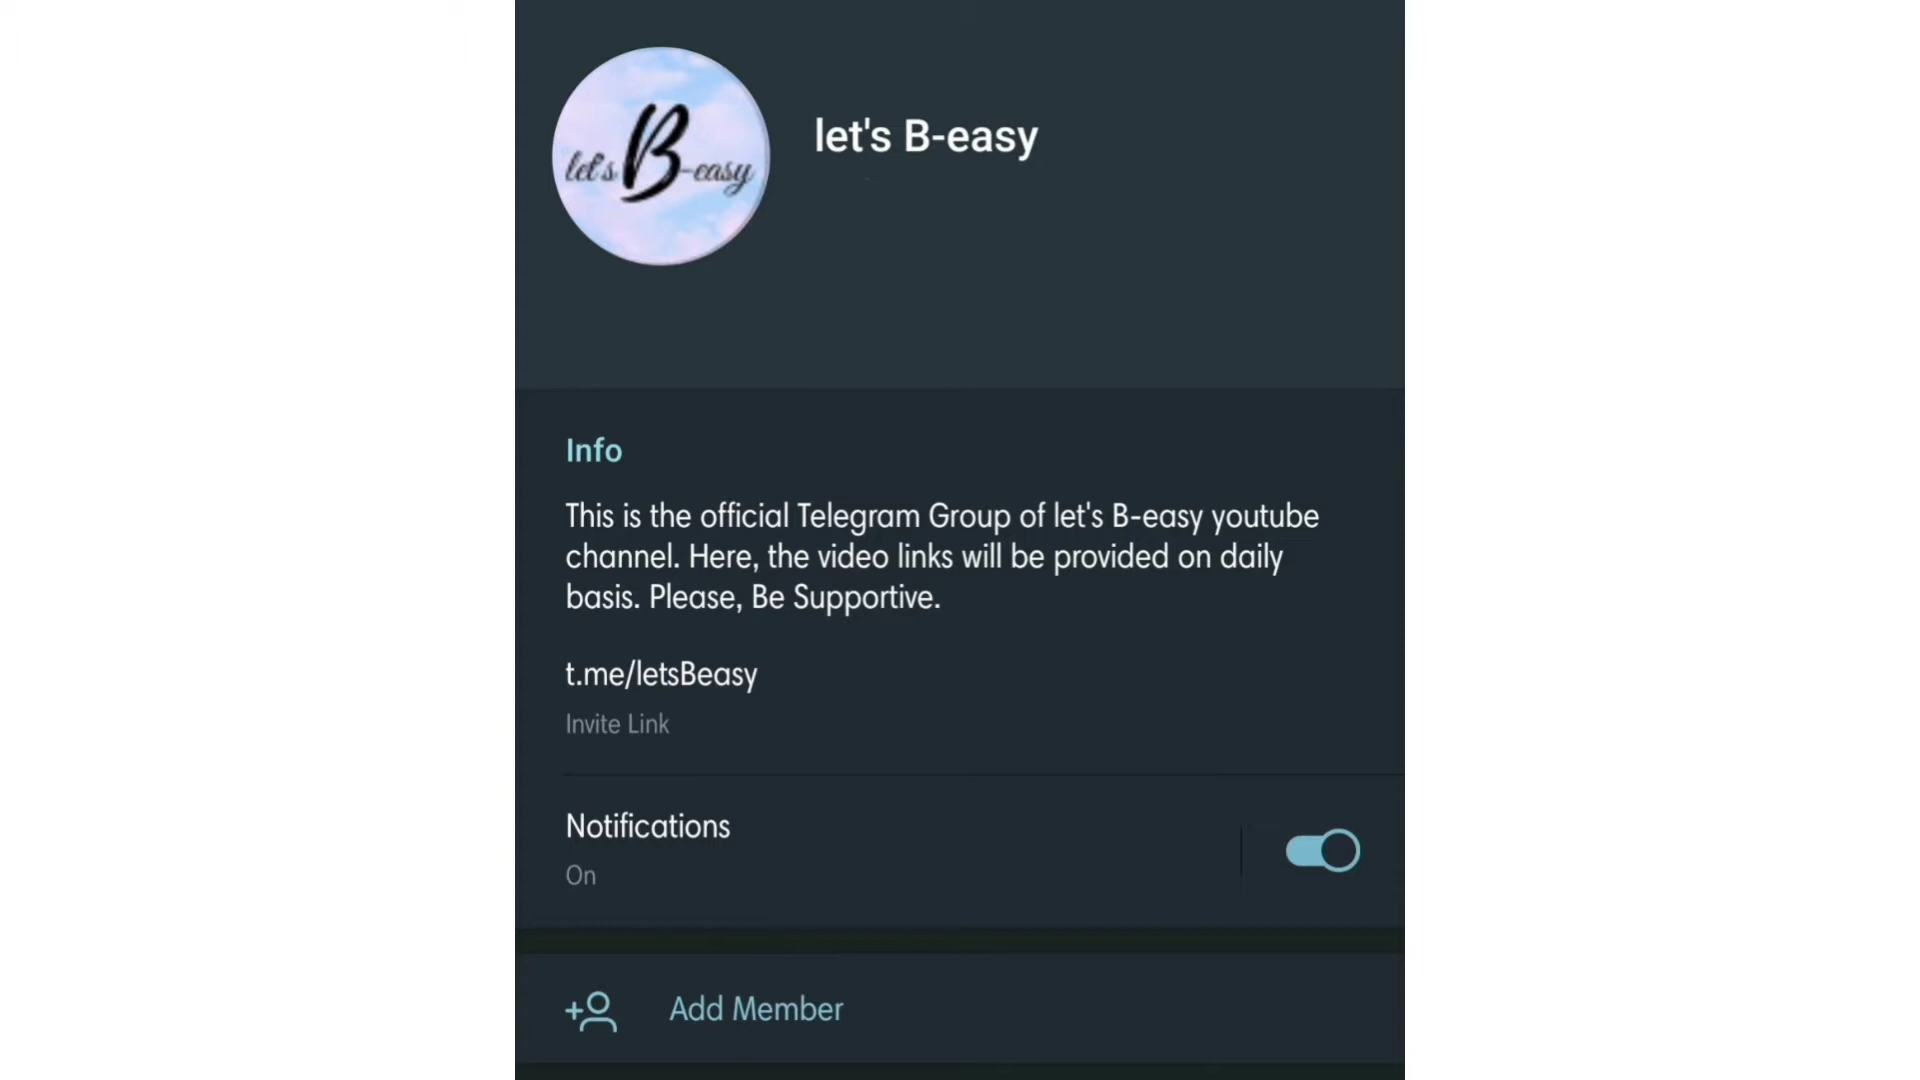 let's B-easy
let's B-easy
Info
This is the official Telegram Group of let's B-easy youtube
channel. Here, the video links will be provided on daily
basis. Please, Be Supportive.
t.me/letsBeasy
Invite Link
Notifications
On
Add Member